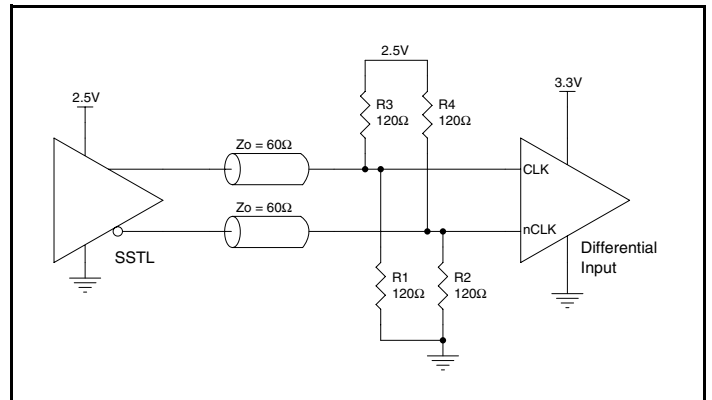 2.5V
3.3V
2.5V
R3
120Ω
R4
120Ω
Zo = 60Ω
CLK
Zo = 60Ω
nCLK
SSTL
Differential
Input
R1
120Ω
R2
120Ω